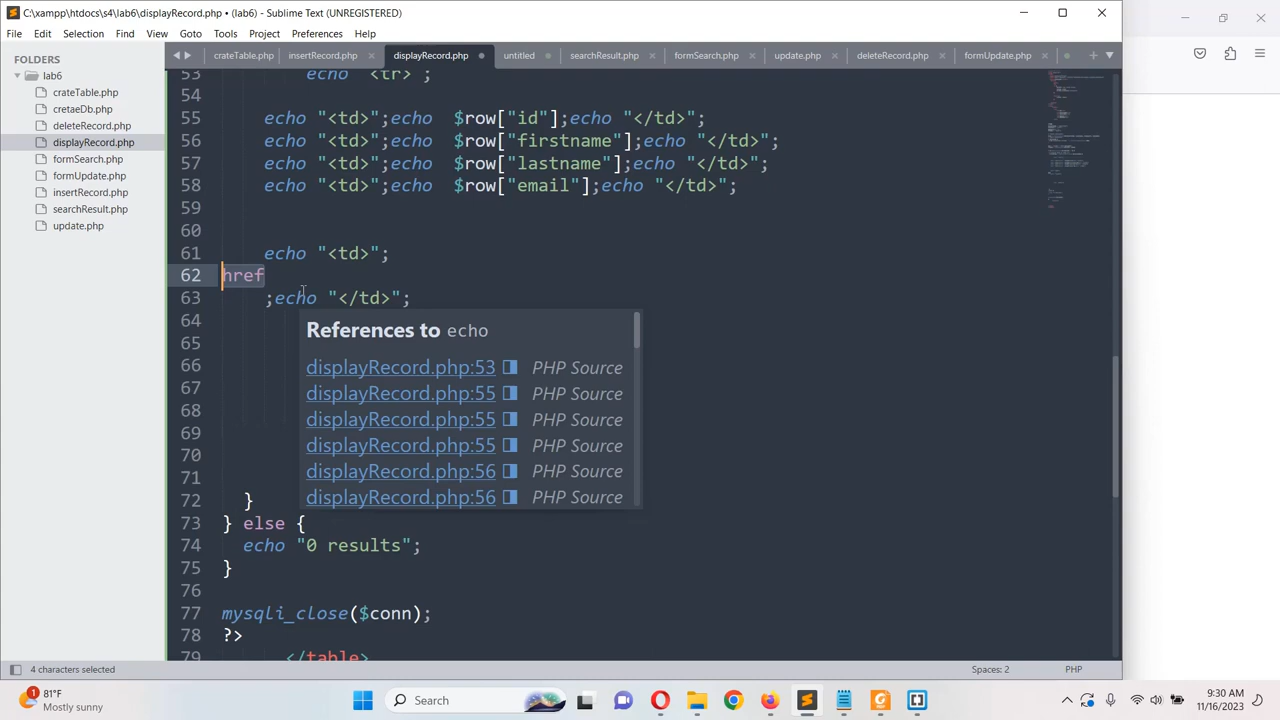 C:\xampp\htdocs\s4\lab6\displayRecord.php • (lab6) - Sublime Text (UNREGISTERED)
File Edit Selection Find View Goto Tools Project Preferences Help
FOLDERS
lab6
crateTable.php
cretaeDb.php
deleteRecord.php
displayRecord.php
formSearch.php
formUpdate.php
insertRecord.php
searchResult.php
update.php
crateTable.php insertRecord.php displayRecord.php untitled searchResult.php formSearch.php update.php deleteRecord.php formUpdate.php
53 echo "<tr>";
54
55 echo "<td>";echo $row["id"];echo "</td>";
56 echo "<td>";echo $row["firstname"];echo "</td>";
57 echo "<td>";echo $row["lastname"];echo "</td>";
58 echo "<td>";echo $row["email"];echo "</td>";
59
60
61 echo "<td>";
62 href
63 ;echo "</td>";
64
65
66
67
68
69
70
71
72 }
73 } else {
74 echo "0 results";
75 }
76
77 mysqli_close($conn);
78 ?>
79 </table>
References to echo
displayRecord.php:53 PHP Source
displayRecord.php:55 PHP Source
displayRecord.php:55 PHP Source
displayRecord.php:55 PHP Source
displayRecord.php:56 PHP Source
displayRecord.php:56 PHP Source
4 characters selected
Spaces: 2 PHP
1
81°F
Mostly sunny
Search
9:30 AM
11/16/2023